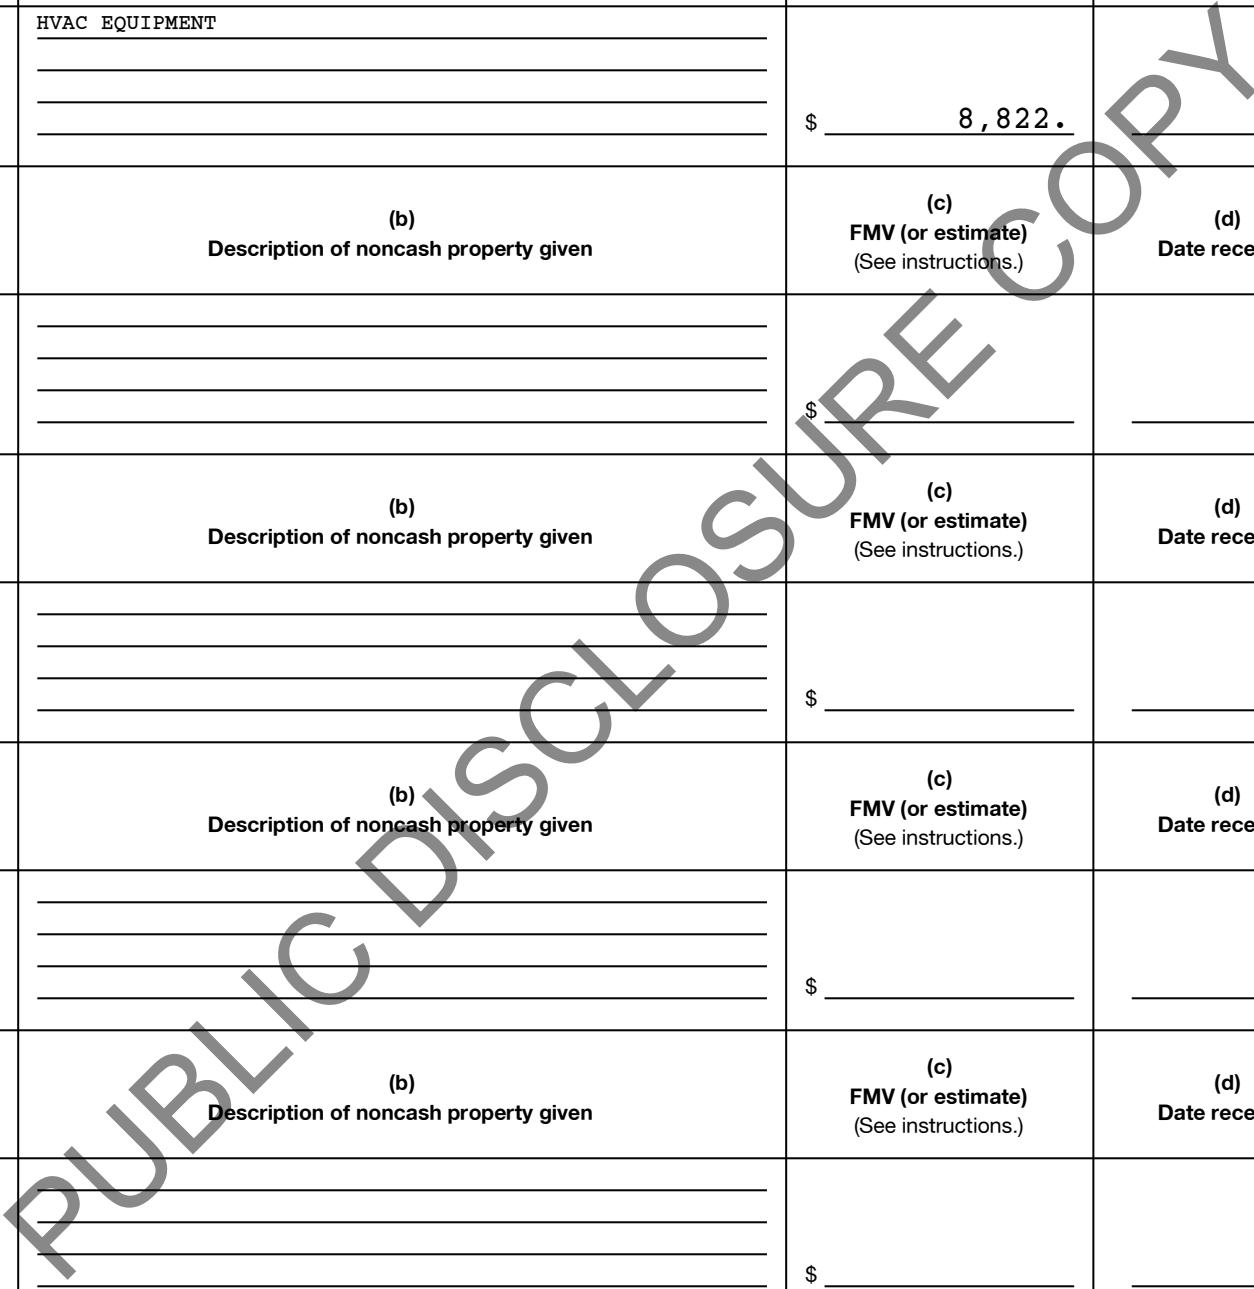 HVAC EQUIPMENT
$ 8,822.
(b)
Description of noncash property given
(c)
FMV (or estimate)
(See instructions.)
(d)
Date rece
$
(b)
Description of noncash property given
(c)
FMV (or estimate)
(See instructions.)
(d)
Date rece
$
(b)
Description of noncash property given
(c)
FMV (or estimate)
(See instructions.)
(d)
Date rece
$
(b)
Description of noncash property given
(c)
FMV (or estimate)
(See instructions.)
(d)
Date rece
$
PUBLIC DISCLOSURE COPY